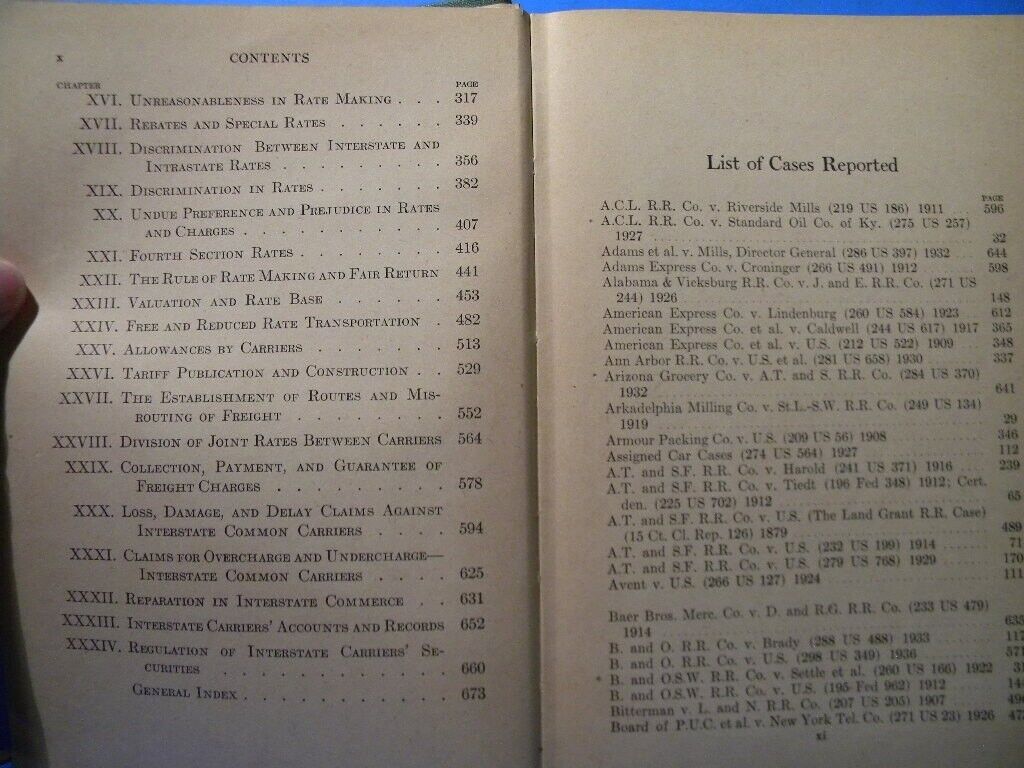 x
CONTENTS
CHAPTER PAGE
XVI. UNREASONABLENESS IN RATE MAKING . . . 317
XVII. REBATES AND SPECIAL RATES . . . . . . 339
XVIII. DISCRIMINATION BETWEEN INTERSTATE AND
INTRASTATE RATES . . . . . . . . 356
XIX. DISCRIMINATION IN RATES . . . . . . . 382
XX. UNDUE PREFERENCE AND PREJUDICE IN RATES
AND CHARGES . . . . . . . . . . 407
XXI. FOURTH SECTION RATES . . . . . . . . 416
XXII. THE RULE OF RATE MAKING AND FAIR RETURN 441
XXIII. VALUATION AND RATE BASE . . . . . . 453
XXIV. FREE AND REDUCED RATE TRANSPORTATION . 482
XXV. ALLOWANCES BY CARRIERS . . . . . . . 513
XXVI. TARIFF PUBLICATION AND CONSTRUCTION . . 529
XXVII. THE ESTABLISHMENT OF ROUTES AND MIS-
ROUTING OF FREIGHT . . . . . . . . 552
XXVIII. DIVISION OF JOINT RATES BETWEEN CARRIERS 564
XXIX. COLLECTION, PAYMENT, AND GUARANTEE OF
FREIGHT CHARGES . . . . . . . . . 578
XXX. LOSS, DAMAGE, AND DELAY CLAIMS AGAINST
INTERSTATE COMMON CARRIERS . . . . 594
XXXI. CLAIMS FOR OVERCHARGE AND UNDERCHARGE—
INTERSTATE COMMON CARRIERS . . . . 625
XXXII. REPARATION IN INTERSTATE COMMERCE . . 631
XXXIII. INTERSTATE CARRIERS' ACCOUNTS AND RECORDS 652
XXXIV. REGULATION OF INTERSTATE CARRIERS' SE-
CURITIES . . . . . . . . . . . . 660
GENERAL INDEX . . . . . . . . . . . 673
List of Cases Reported
PAGE
A.C.L. R.R. Co. v. Riverside Mills (219 US 186) 1911 ... 596
A.C.L. R.R. Co. v. Standard Oil Co. of Ky. (275 US 257)
1927 ... 32
Adams et al. v. Mills, Director General (286 US 397) 1932 ... 644
Adams Express Co. v. Croninger (266 US 491) 1912 ... 598
Alabama & Vicksburg R.R. Co. v. J. and E. R.R. Co. (271 US
244) 1926 ... 148
American Express Co. v. Lindenburg (260 US 584) 1923 ... 612
American Express Co. et al. v. Caldwell (244 US 617) 1917 365
American Express Co. et al. v. U.S. (212 US 522) 1909 ... 348
Ann Arbor R.R. Co. v. U.S. et al. (281 US 658) 1930 ... 337
Arizona Grocery Co. v. A.T. and S. R.R. Co. (284 US 370)
1932 ... 641
Arkadelphia Milling Co. v. St.L.-S.W. R.R. Co. (249 US 134)
1919 ... 29
Armour Packing Co. v. U.S. (209 US 56) 1908 ... 346
Assigned Car Cases (274 US 564) 1927 ... 112
A.T. and S.F. R.R. Co. v. Harold (241 US 371) 1916 ... 239
A.T. and S.F. R.R. Co. v. Tiedt (196 Fed 348) 1912; Cert.
den. (225 US 702) 1912 ... 65
A.T. and S.F. R.R. Co. v. U.S. (The Land Grant R.R. Case)
(15 Ct. Cl. Rep. 126) 1879 ... 489
A.T. and S.F. R.R. Co. v. U.S. (232 US 199) 1914 ... 71
A.T. and S.F. R.R. Co. v. U.S. (279 US 768) 1929 ... 170
Avent v. U.S. (266 US 127) 1924 ... 111
Baer Bros. Merc. Co. v. D. and R.G. R.R. Co. (233 US 479)
1914 ... 633
B. and O. R.R. Co. v. Brady (288 US 488) 1933 ...
B. and O. R.R. Co. v. U.S. (298 US 349) 1936 ... 571
B. and O.S.W. R.R. Co. v. Settle et al. (260 US 166) 1922
B. and O.S.W. R.R. Co. v. U.S. (195 Fed 962) 1912 ...
Bitterman v. L. and N. R.R. Co. (207 US 205) 1907 ...
Board of P.U.C. et al. v. New York Tel. Co. (271 US 23) 1926
xi